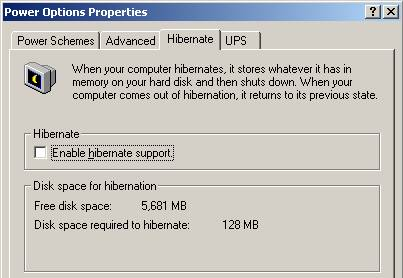 Power Options Properties
Power Schemes Advanced Hibernate UPS
When your computer hibernates, it stores whatever it has in
memory on your hard disk and then shuts down. When your
computer comes out of hibernation, it returns to its previous state.
Hibernate
Enable hibernate support.
Disk space for hibernation
Free disk space: 5,681 MB
Disk space required to hibernate: 128 MB